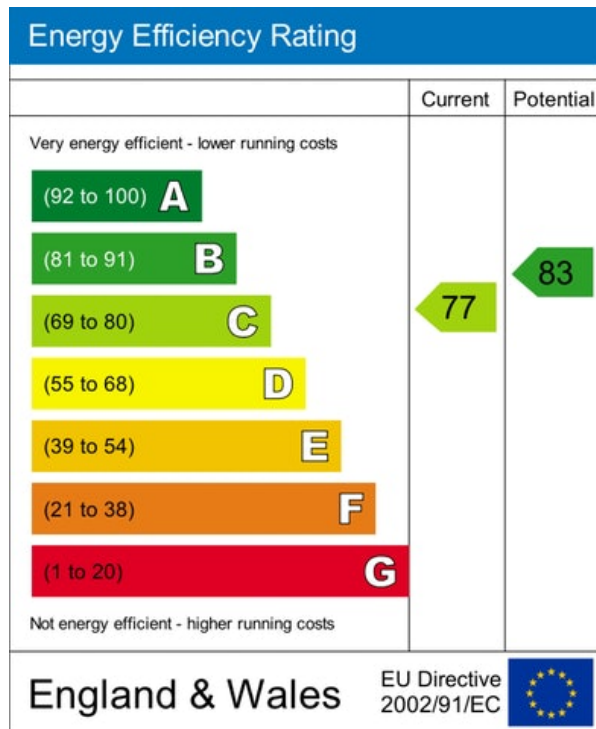 Energy Efficiency Rating
Current Potential
Very energy efficient - lower running costs
(92 to 100) A
(81 to 91) B
83
(69 to 80) C
77
(55 to 68) D
(39 to 54) E
(21 to 38) F
(1 to 20) G
Not energy efficient - higher running costs
England & Wales
EU Directive
2002/91/EC